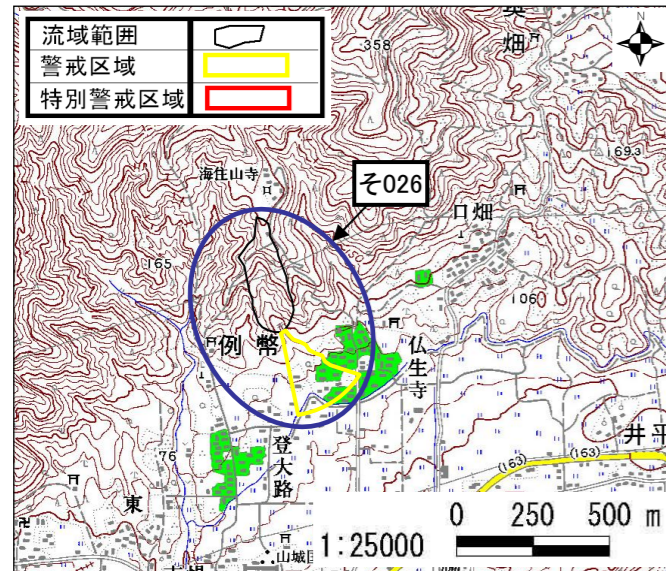 流域範囲
警戒区域
特別警戒区域
N
358
畑
海住山寺
そ026
口畑
165
106
例幣
仏生寺
登大路
井平
(163)
(163)
76
東
山城
0 250 500 m
1:25000